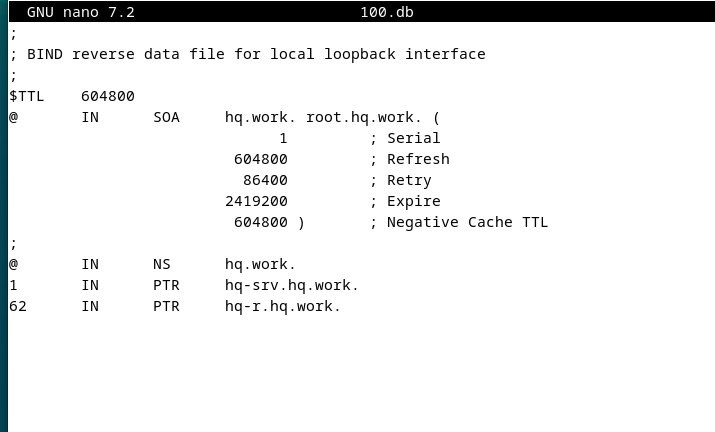 GNU nano 7.2 100.db
;
; BIND reverse data file for local loopback interface
;
$TTL 604800
@ IN SOA hq.work. root.hq.work. (
1 ; Serial
604800 ; Refresh
86400 ; Retry
2419200 ; Expire
604800 ) ; Negative Cache TTL
;
@ IN NS hq.work.
1 IN PTR hq-srv.hq.work.
62 IN PTR hq-r.hq.work.